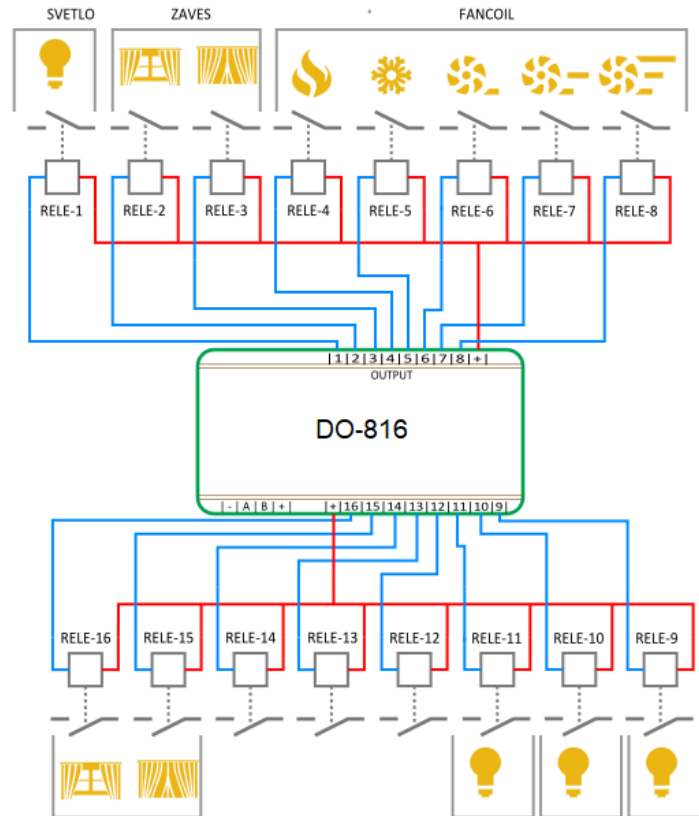 SVETLO ZAVES FANCOIL
RELE-1 RELE-2 RELE-3 RELE-4 RELE-5 RELE-6 RELE-7 RELE-8
|1|2|3|4|5|6|7|8|+|
OUTPUT
DO-816
|-|A|B|+| |+|16|15|14|13|12|11|10|9|
RELE-16 RELE-15 RELE-14 RELE-13 RELE-12 RELE-11 RELE-10 RELE-9